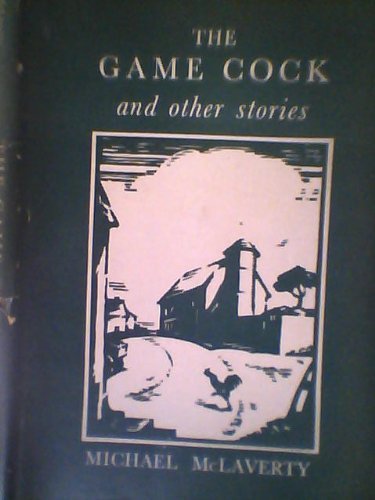 THE
GAME COCK
and other stories
MICHAEL McLAVERTY